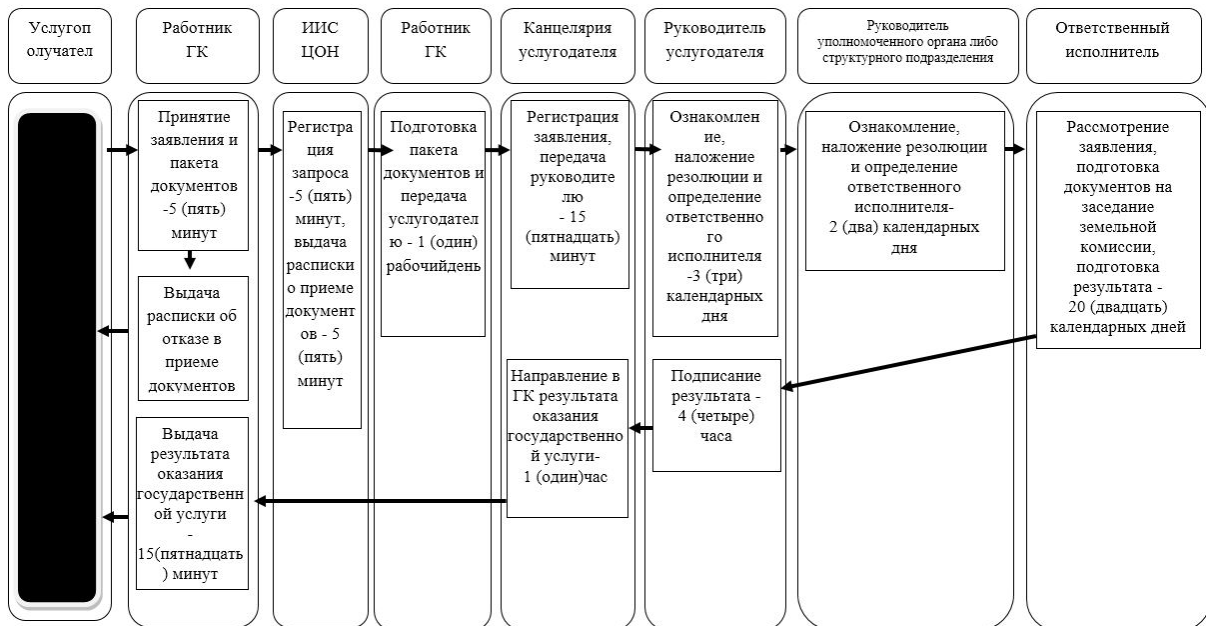 Услугоп
олучател
Работник
ГК
ИИС
ЦОН
Работник
ГК
Канцелярия
услугодателя
Руководитель
услугодателя
Руководитель
уполномоченного органа либо
структурного подразделения
Ответственный
исполнитель
Принятие
заявления и
пакета
документов
-5 (пять)
минут
Выдача
расписки об
отказе в
приеме
документов
Выдача
результата
оказания
государственн
ой услуги
-
15(пятнадцать
) минут
Регистра
ция
запроса
-5 (пять)
минут,
выдача
расписки
о приеме
документ
ов - 5
(пять)
минут
Подготовка
пакета
документов и
передача
услугодател
ю - 1 (один)
рабочийдень
Регистрация
заявления,
передача
руководите
лю
- 15
(пятнадцать)
минут
Направление в
ГК результата
оказания
государственно
й услуги-
1 (один)час
Ознакомлен
ие,
наложение
резолюции и
определение
ответственно
го
исполнителя
-3 (три)
календарных
дня
Подписание
результата -
4 (четыре)
часа
Ознакомление,
наложение резолюции
и определение
ответственного
исполнителя-
2 (два) календарных
дня
Рассмотрение
заявления,
подготовка
документов на
заседание
земельной
комиссии,
подготовка
результата -
20 (двадцать)
календарных дней